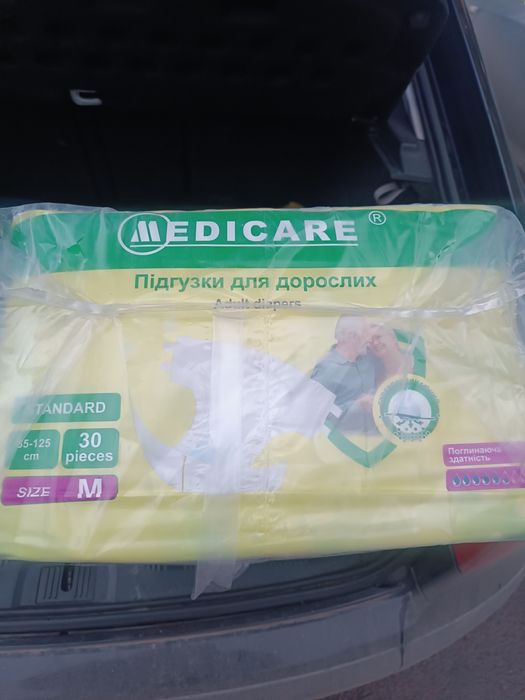 MEDICARE ®
Підгузки для дорослих
Adult diapers
STANDARD
85-125
cm
30
pieces
SIZE M
Поглинаюча
здатність